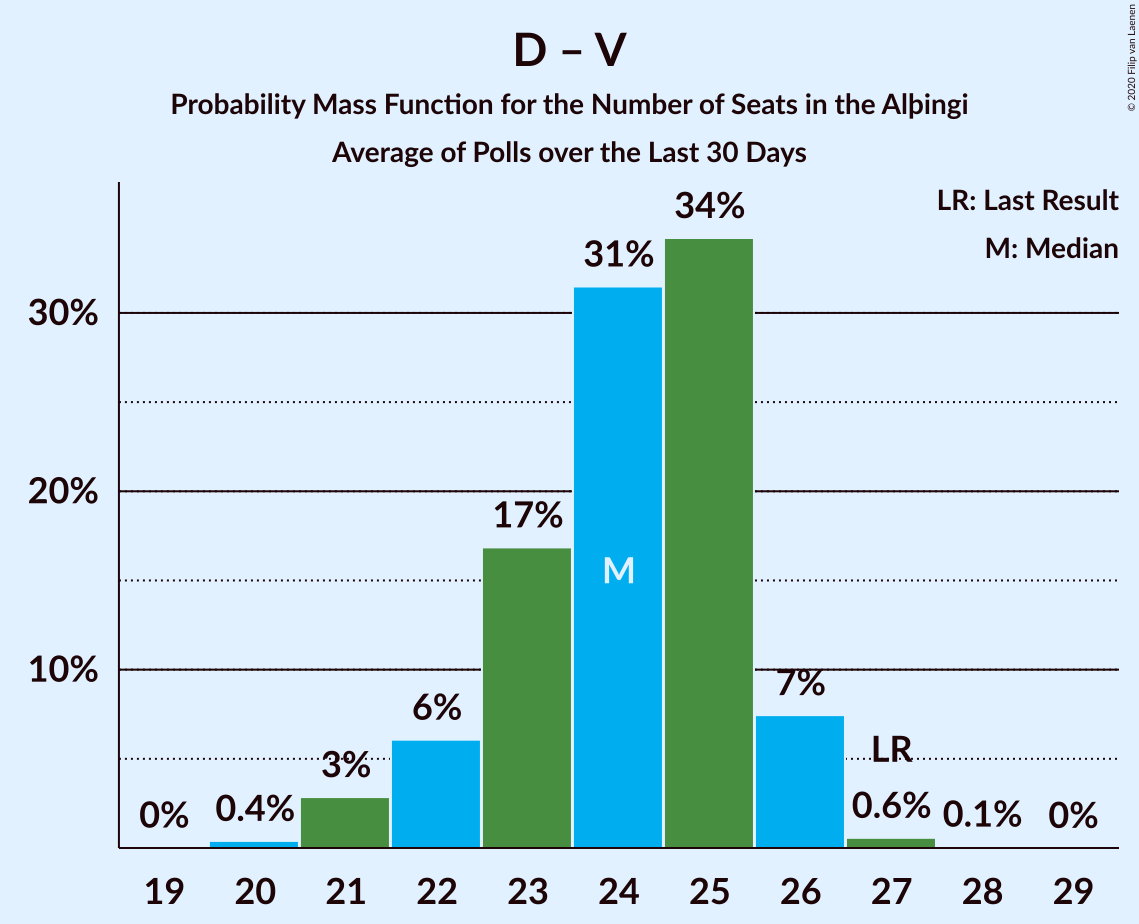 D – V
Probability Mass Function for the Number of Seats in the Alþingi
Average of Polls over the Last 30 Days
© 2020 Filip van Laenen
LR: Last Result
M: Median
34%
31%
30%
20%
17%
M
10%
7%
6%
LR
3%
0%
0.4%
0.6%
0.1%
0%
19 20 21 22 23 24 25 26 27 28 29